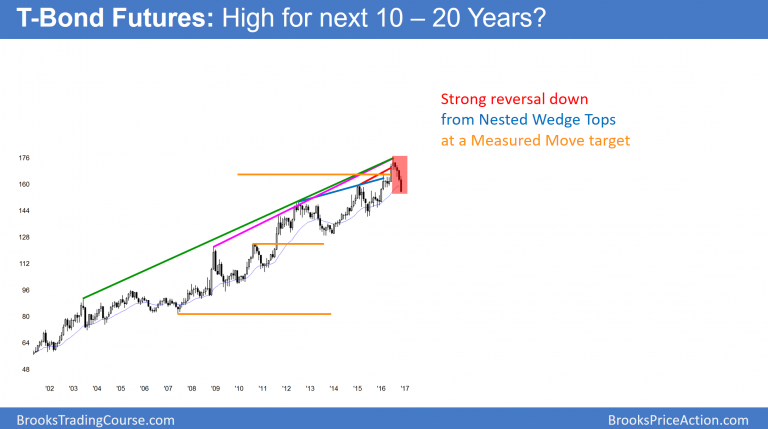 T-Bond Futures: High for next 10 – 20 Years?
Strong reversal down
from Nested Wedge Tops
at a Measured Move target
176
160
144
128
112
96
80
64
48
'02 '03 '04 '05 '06 '07 '08 '09 '10 '11 '12 '13 '14 '15 '16 '17
BrooksTradingCourse.com BrooksPriceAction.com